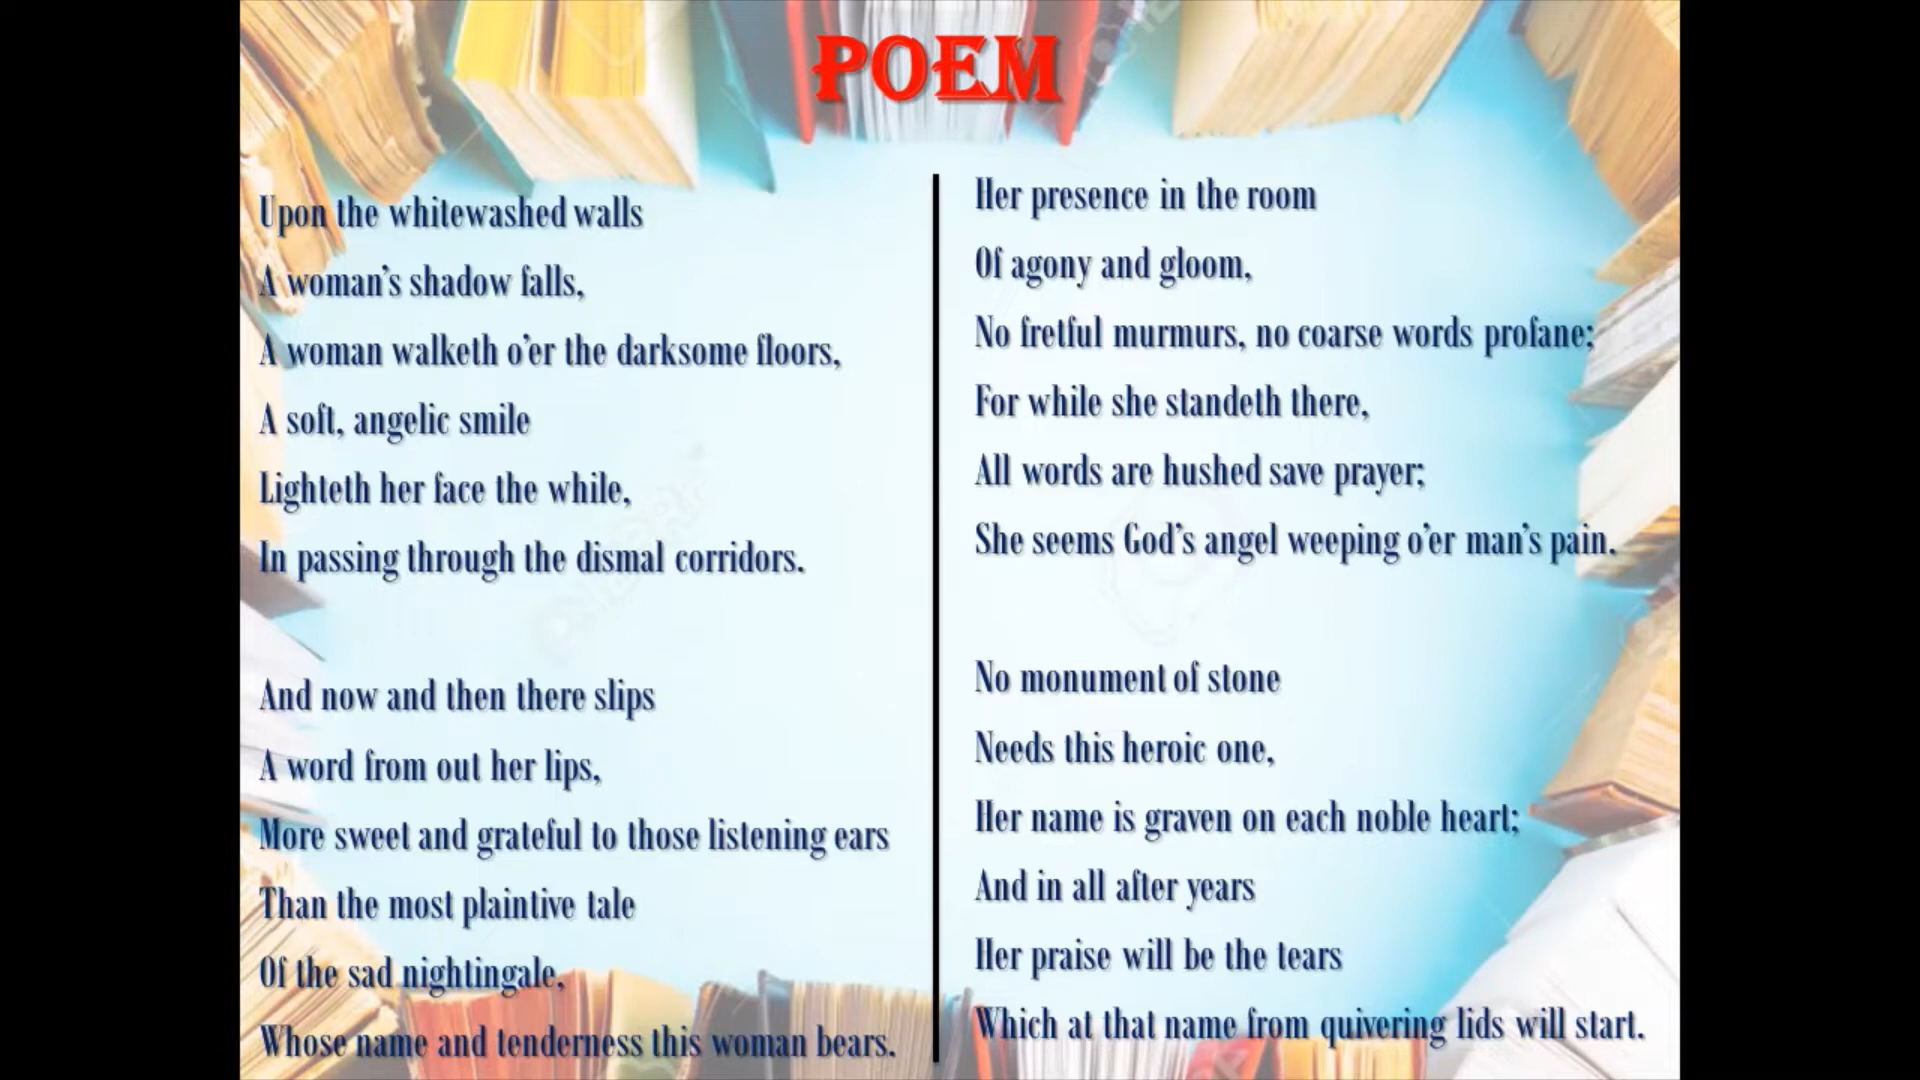 POEM
Upon the whitewashed walls
A woman's shadow falls,
A woman walketh o'er the darksome floors,
A soft, angelic smile
Lighteth her face the while,
In passing through the dismal corridors.
And now and then there slips
A word from out her lips,
More sweet and grateful to those listening ears
Than the most plaintive tale
Of the sad nightingale,
Whose name and tenderness this woman bears.
Her presence in the room
Of agony and gloom,
No fretful murmurs, no coarse words profane;
For while she standeth there,
All words are hushed save prayer;
She seems God's angel weeping o'er man's pain.
No monument of stone
Needs this heroic one,
Her name is graven on each noble heart;
And in all after years
Her praise will be the tears
Which at that name from quivering lids will start.